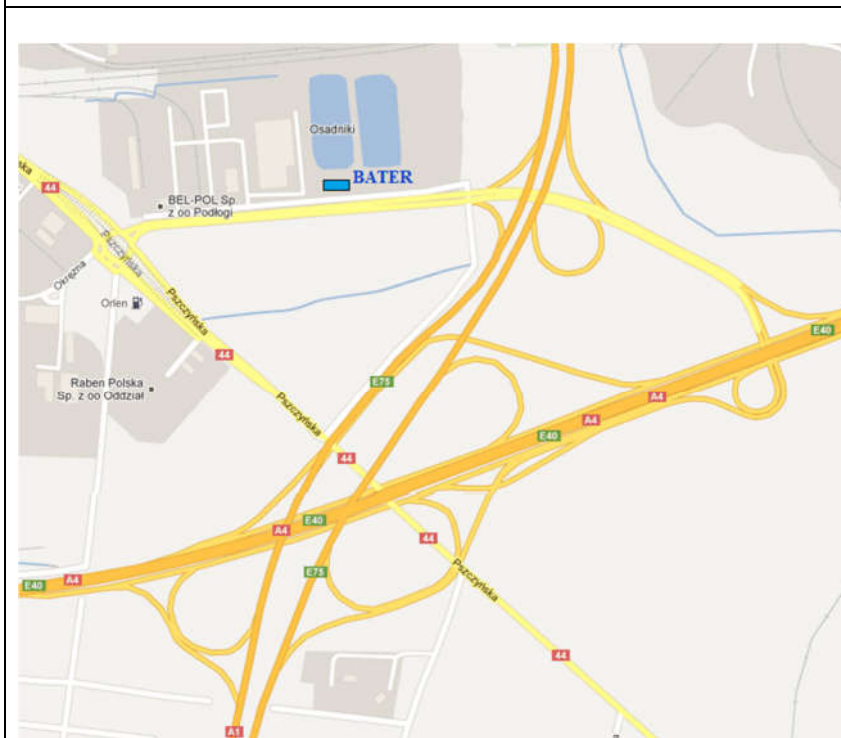 Osadniki
BATER
ska
44
BEL-POL Sp.
z oo Podłogi
Pszczyńska
Okrężna
Orlen
Pszczyńska
44
E40
Raben Polska
Sp. z oo Oddział
E75
A4
Pszczyńska
A4
E40
44
E40
A4
44
A4
E40
E75
Pszczyńska
44
A1